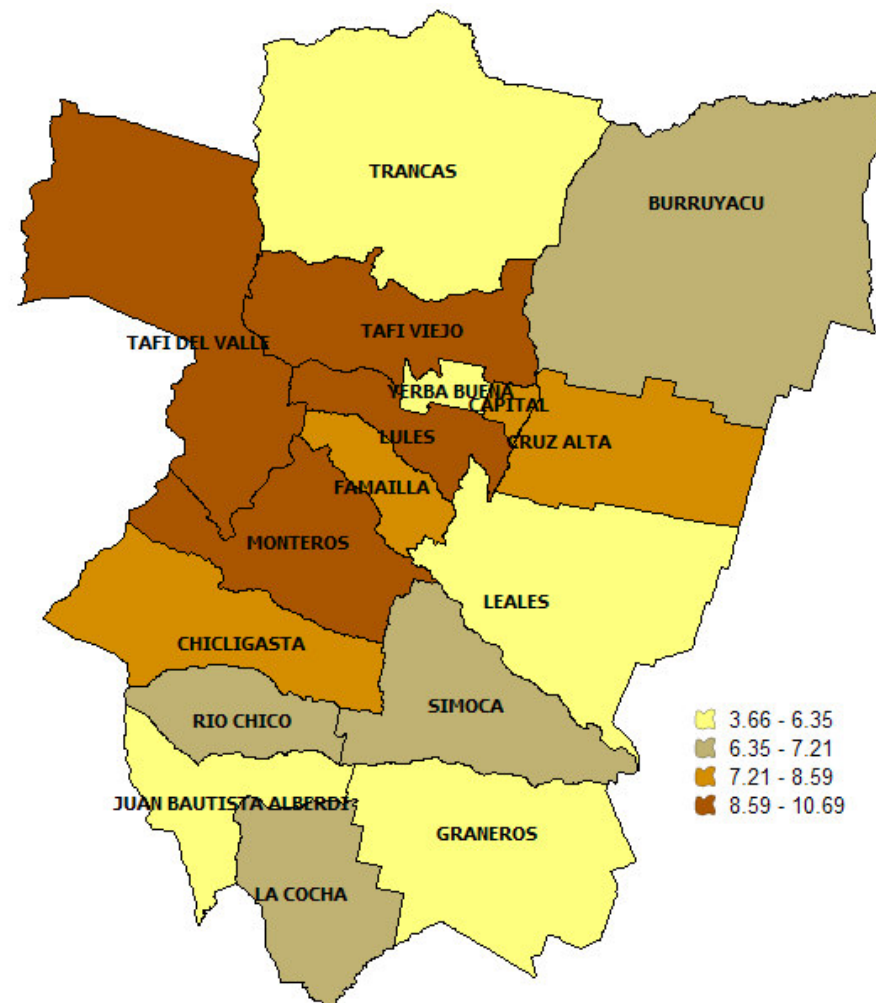 TRANCAS
BURRUYACU
TAFI VIEJO
TAFI DEL VALLE
YERBA BUENA
CAPITAL
LULES
CRUZ ALTA
FAMAILLA
MONTEROS
LEALES
CHICLIGASTA
SIMOCA
RIO CHICO
3.66 - 6.35
6.35 - 7.21
7.21 - 8.59
8.59 - 10.69
JUAN BAUTISTA ALBERDI
GRANEROS
LA COCHA